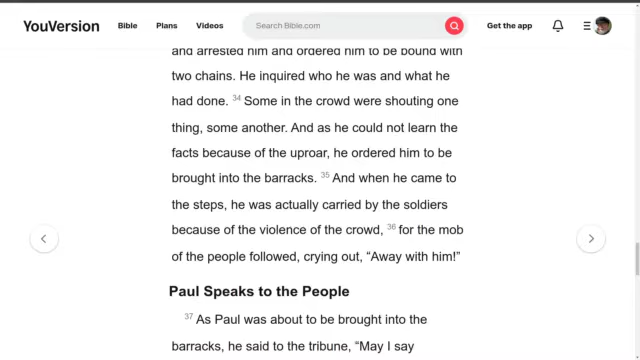 YouVersion Bible Plans Videos Search Bible.com Get the app
and arrested him and ordered him to be bound with
two chains. He inquired who he was and what he
had done. 34 Some in the crowd were shouting one
thing, some another. And as he could not learn the
facts because of the uproar, he ordered him to be
brought into the barracks. 35 And when he came to
the steps, he was actually carried by the soldiers
because of the violence of the crowd, 36 for the mob
of the people followed, crying out, “Away with him!”
Paul Speaks to the People
37 As Paul was about to be brought into the
barracks, he said to the tribune, “May I say